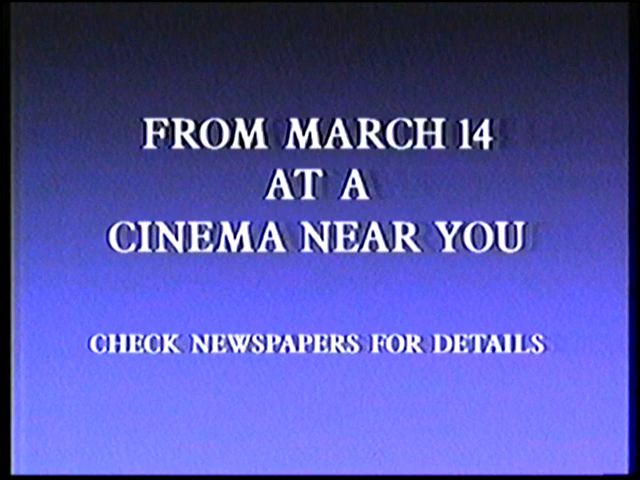 FROM MARCH 14
AT A
CINEMA NEAR YOU
CHECK NEWSPAPERS FOR DETAILS